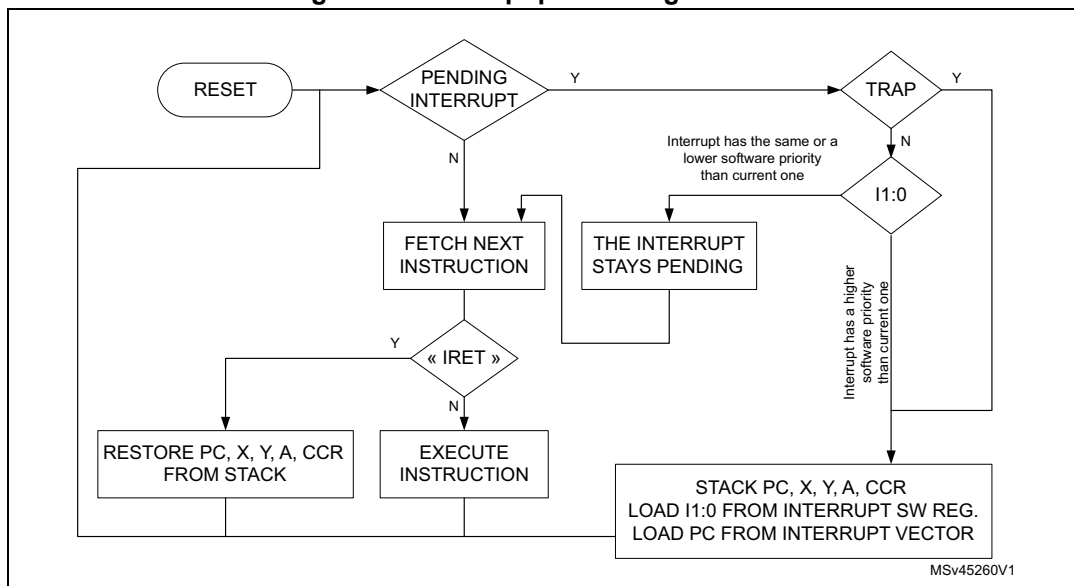 RESET
PENDING
INTERRUPT
Y
TRAP
Y
N
N
Interrupt has the same or a
lower software priority
than current one
I1:0
FETCH NEXT
INSTRUCTION
THE INTERRUPT
STAYS PENDING
Interrupt has a higher
software priority
than current one
Y
« IRET »
N
RESTORE PC, X, Y, A, CCR
FROM STACK
EXECUTE
INSTRUCTION
STACK PC, X, Y, A, CCR
LOAD I1:0 FROM INTERRUPT SW REG.
LOAD PC FROM INTERRUPT VECTOR
MSv45260V1